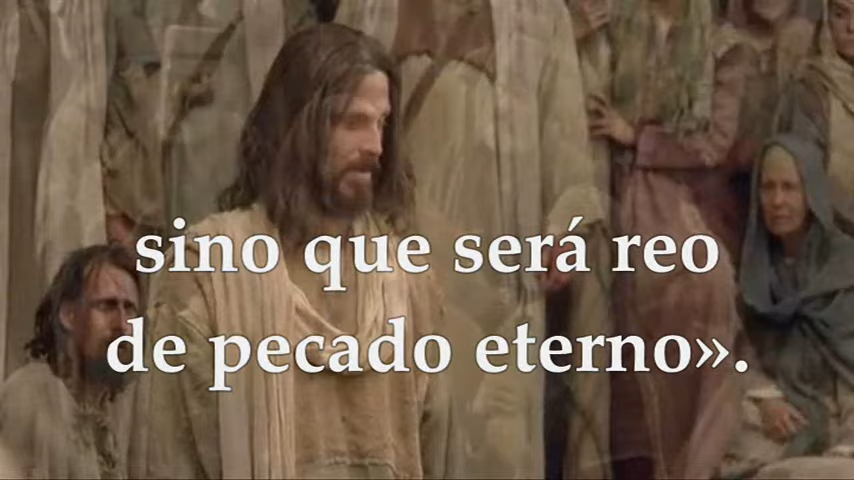 sino que será reo
de pecado eterno».